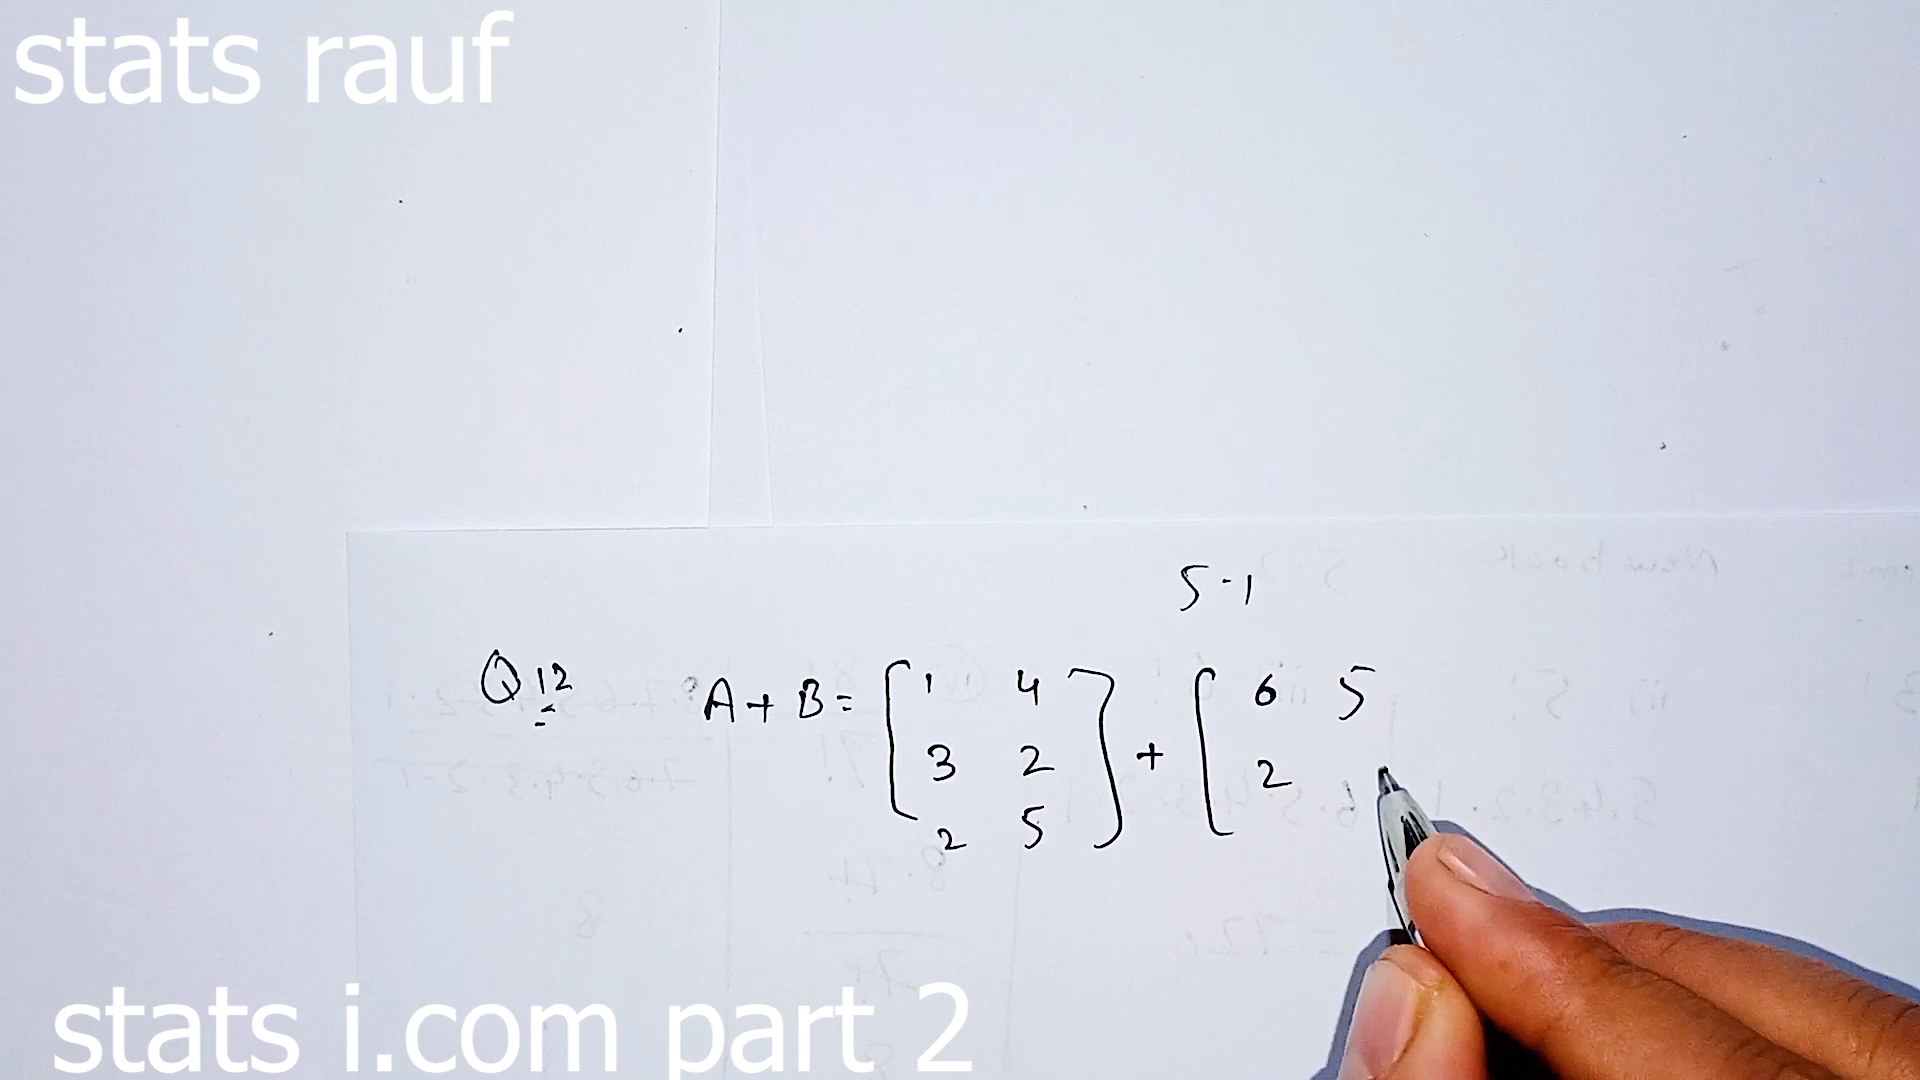 stats rauf
5.1
Q 12 A + B = [ 1 4 ] + [ 6 5
3 2 2
2 5
stats i.com part 2